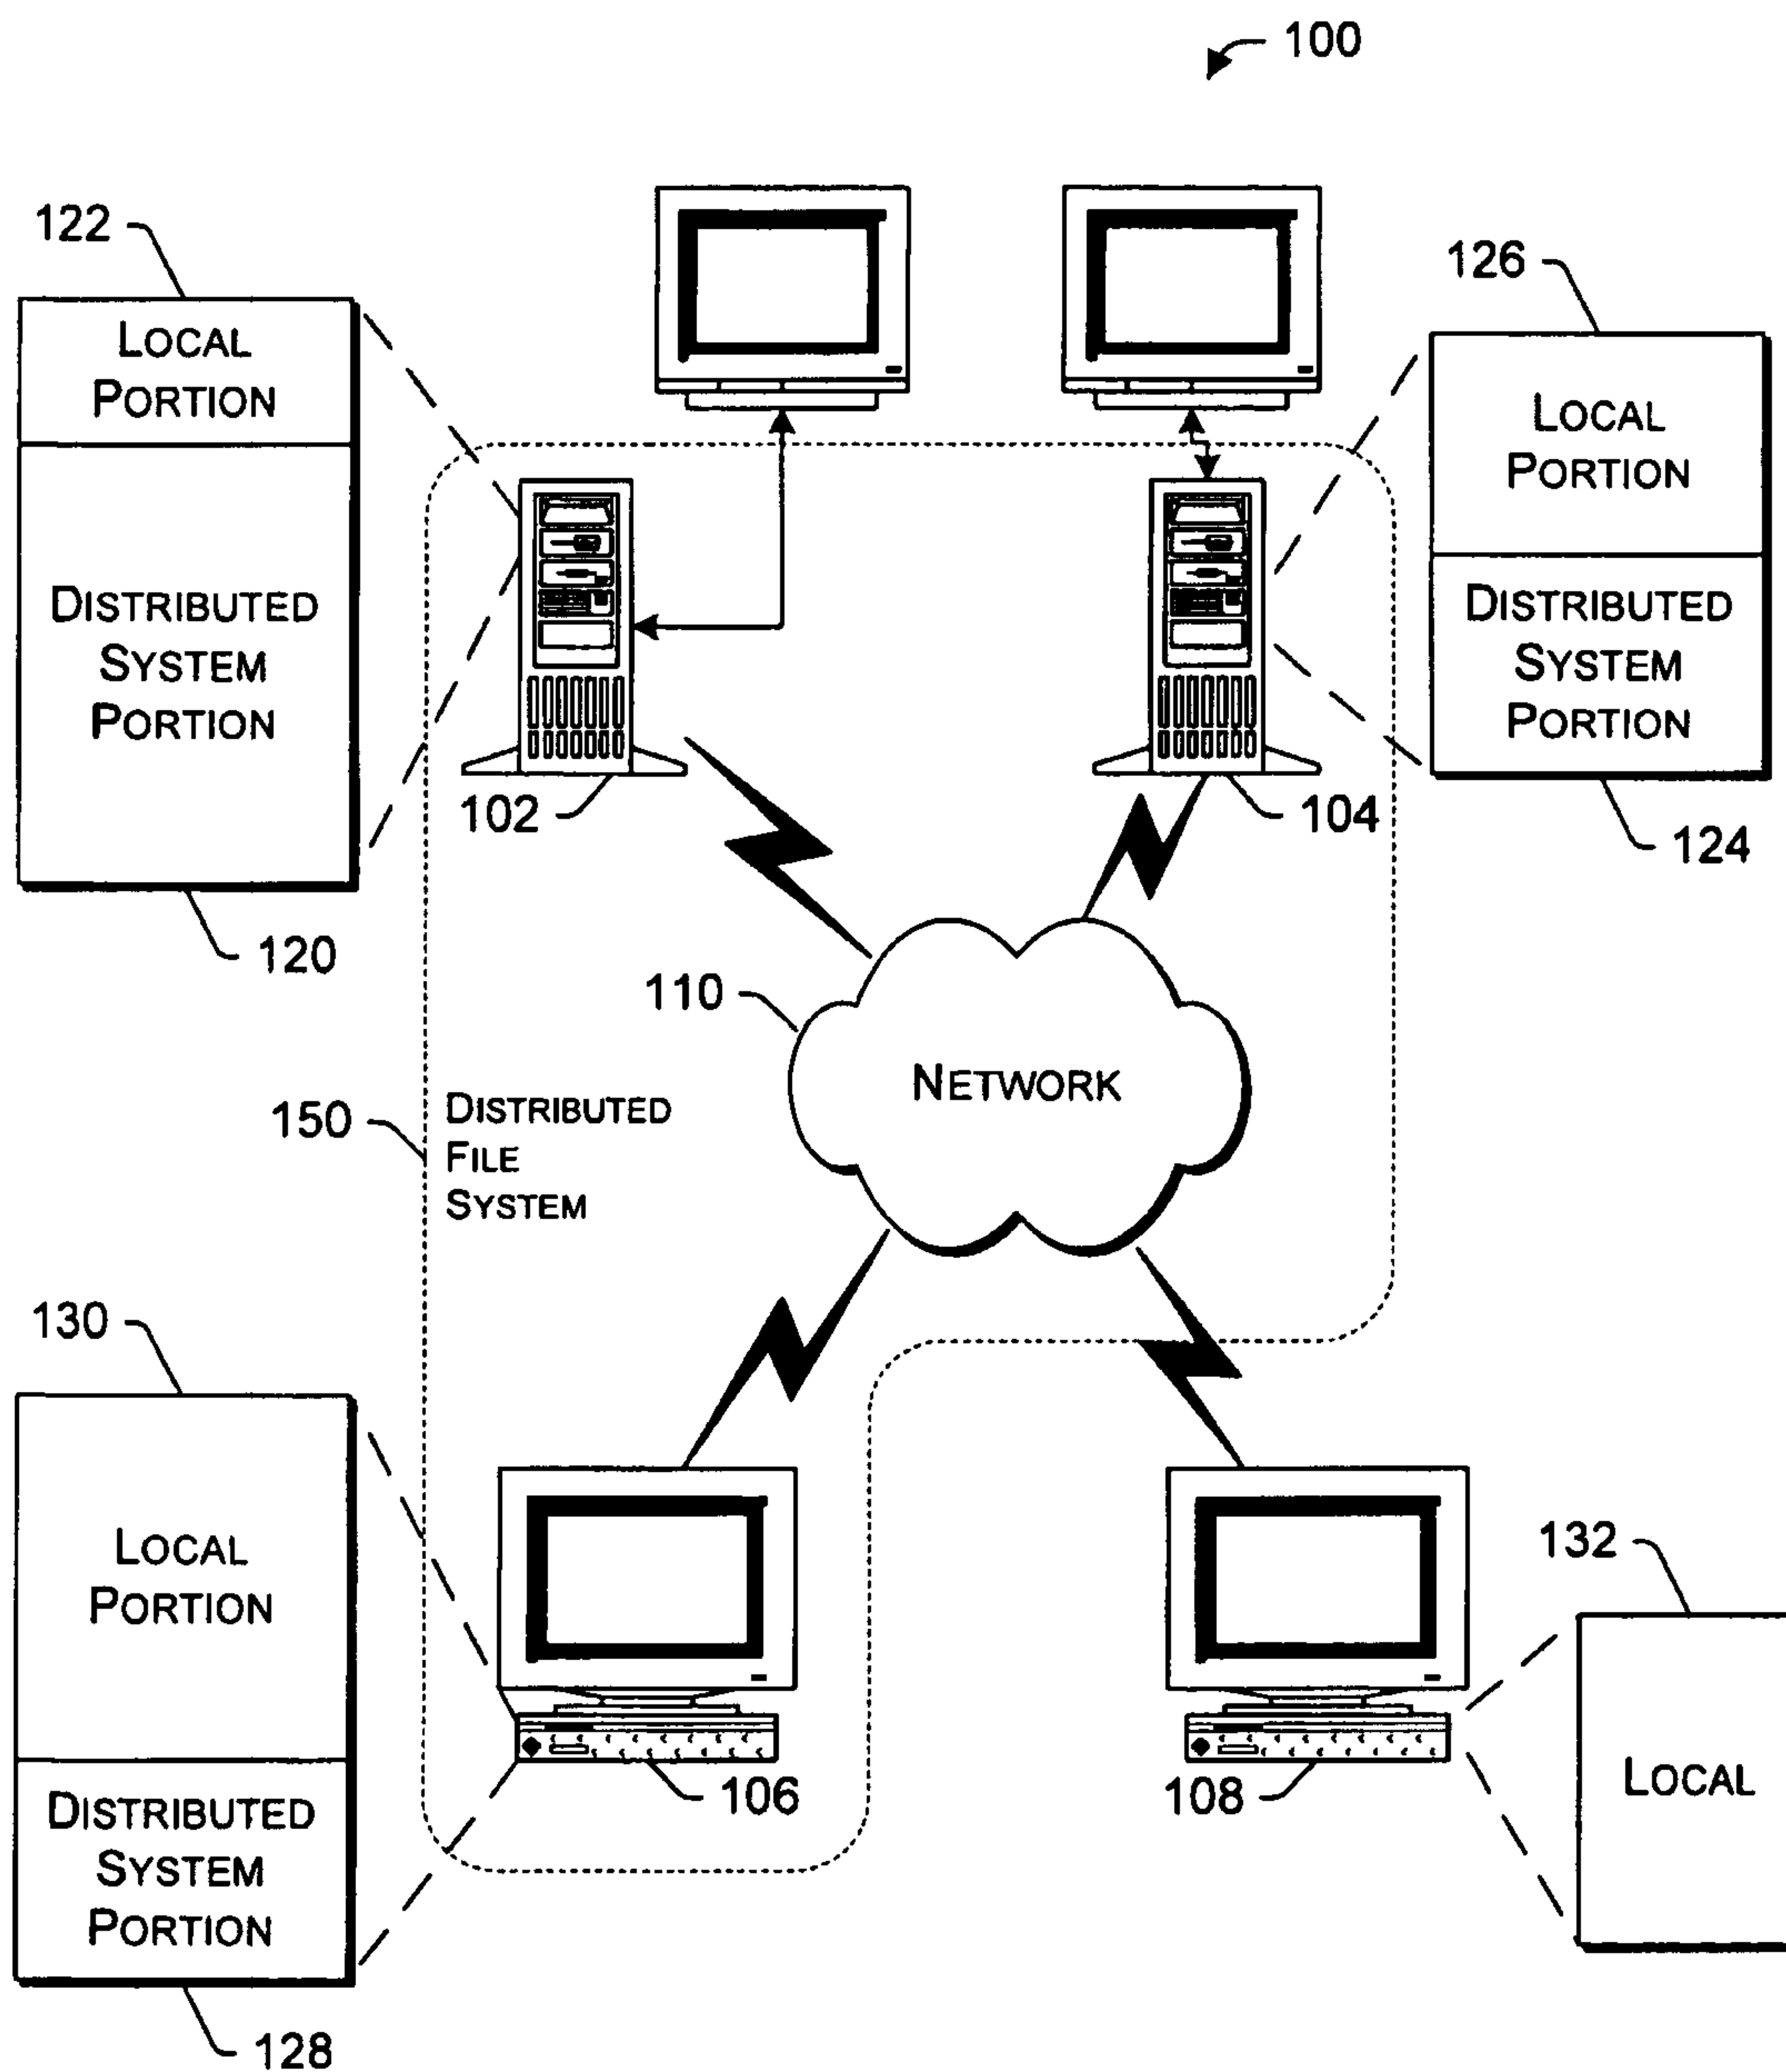 100
122
LOCAL
PORTION
DISTRIBUTED
SYSTEM
PORTION
120
126
LOCAL
PORTION
DISTRIBUTED
SYSTEM
PORTION
124
102
104
110
NETWORK
150
DISTRIBUTED
FILE
SYSTEM
130
LOCAL
PORTION
DISTRIBUTED
SYSTEM
PORTION
128
106
108
132
LOCAL